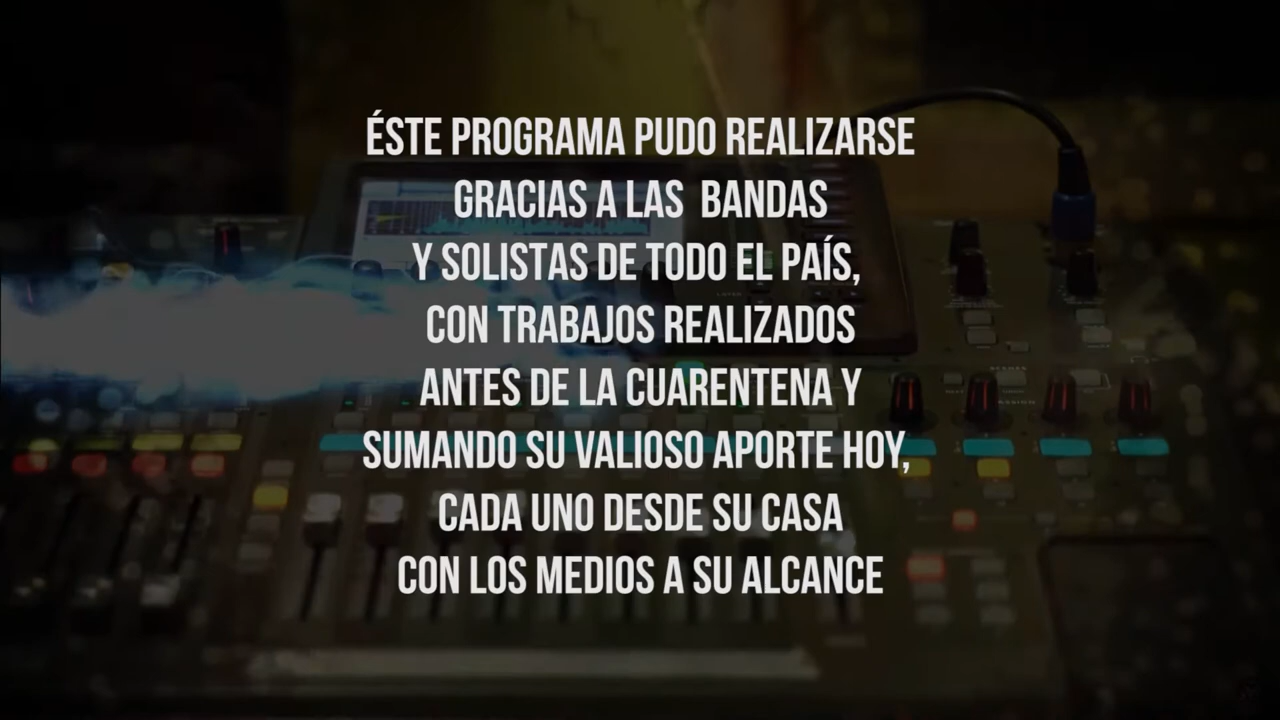 ÉSTE PROGRAMA PUDO REALIZARSE
GRACIAS A LAS BANDAS
Y SOLISTAS DE TODO EL PAÍS,
CON TRABAJOS REALIZADOS
ANTES DE LA CUARENTENA Y
SUMANDO SU VALIOSO APORTE HOY,
CADA UNO DESDE SU CASA
CON LOS MEDIOS A SU ALCANCE